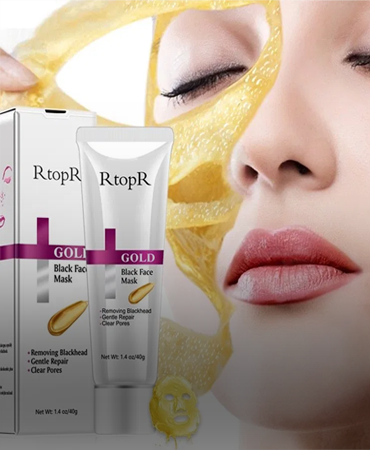 RtopR
GOLD
Black Face
Mask
•Removing Blackhead
•Gentle Repair
•Clear Pores
Net Wt: 1.4 oz/40g
RtopR
GOLD
Black Face
Mask
-Removing Blackhead
-Gentle Repair
-Clear Pores
Net Wt: 1.4 oz/40g